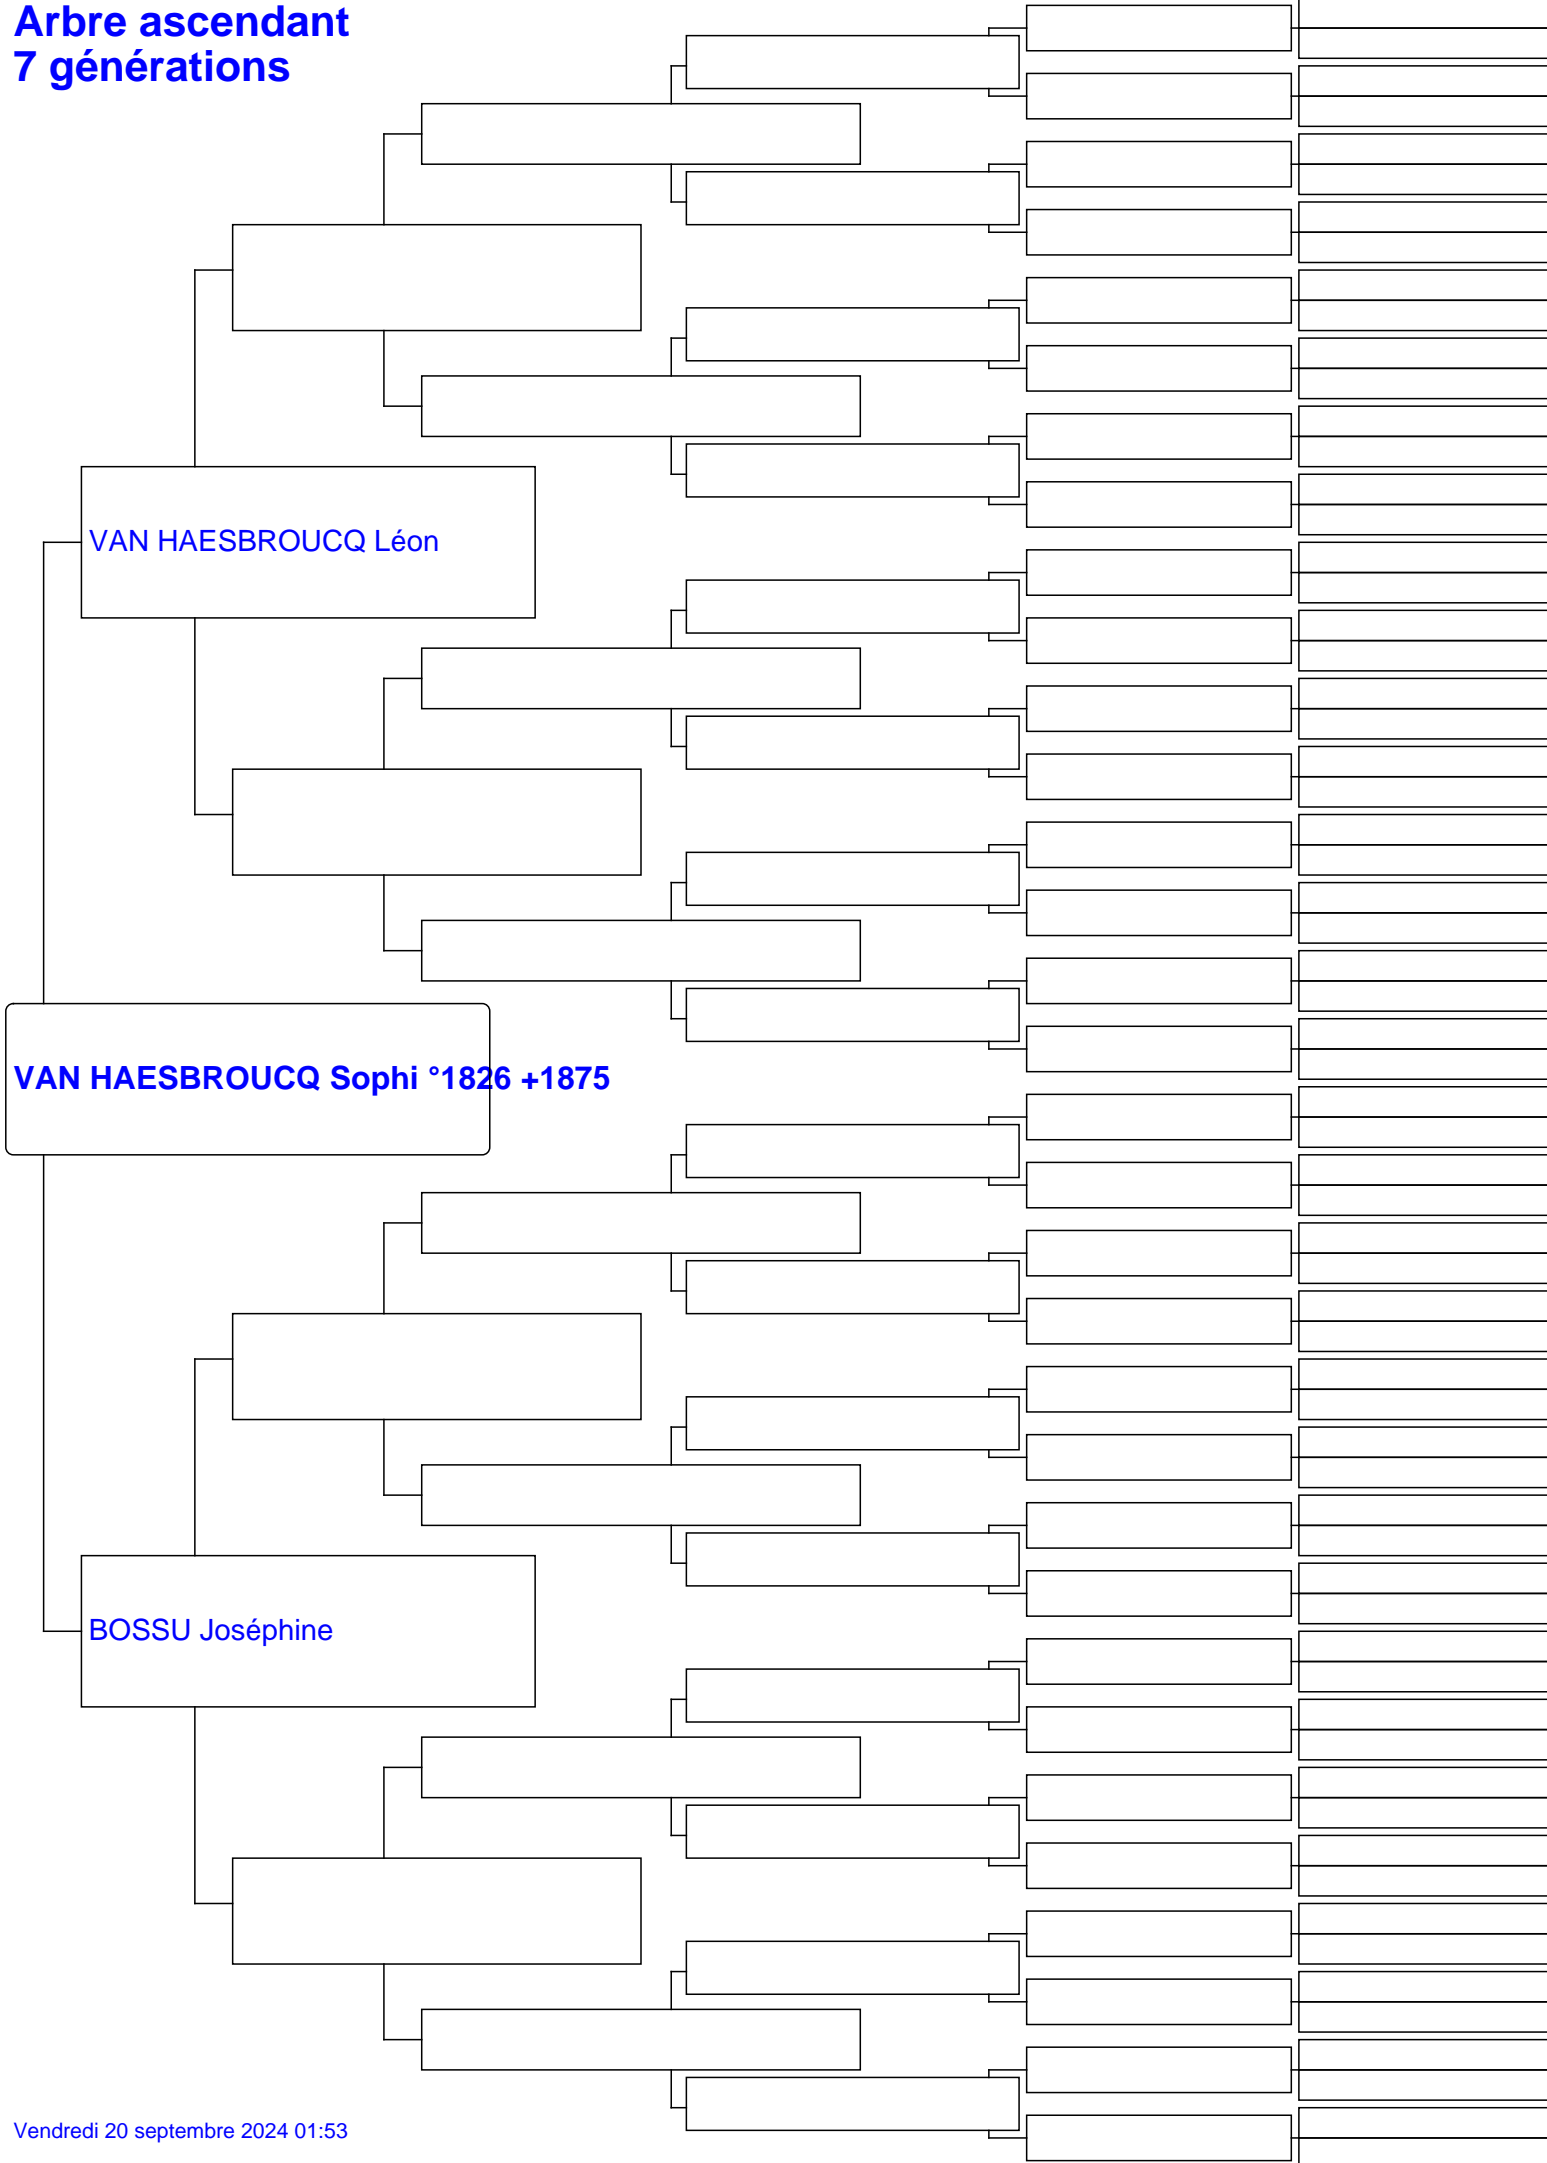 Arbre ascendant
7 générations
VAN HAESBROUCQ Léon
VAN HAESBROUCQ Sophi °1826 +1875
BOSSU Joséphine
Vendredi 20 septembre 2024 01:53